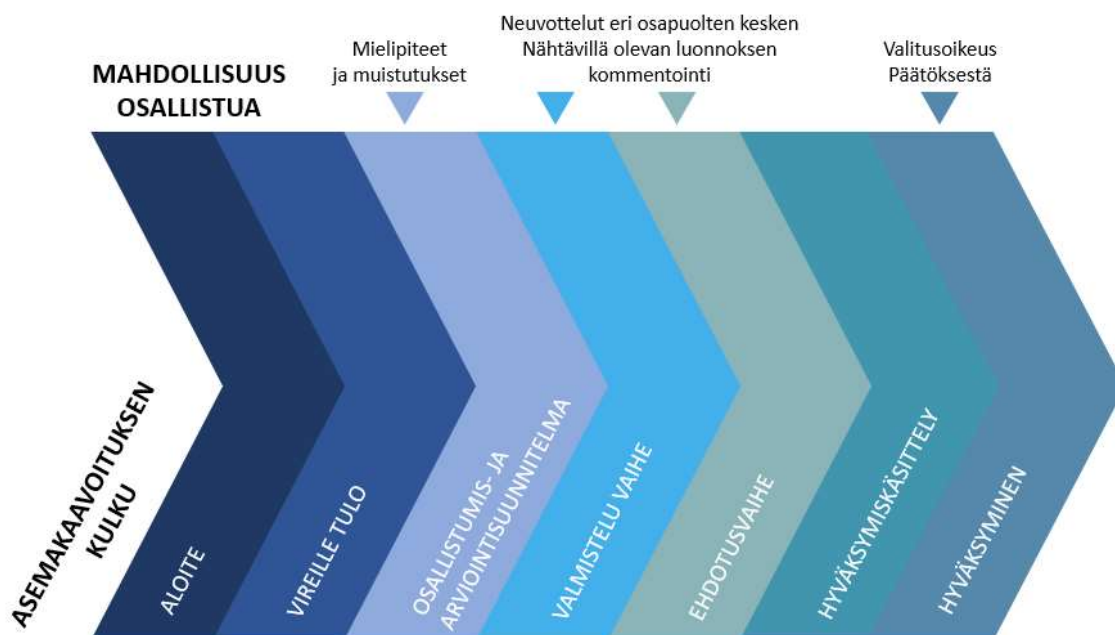 MAHDOLLISUUS
OSALLISTUA
Mielipiteet
ja muistutukset
Neuvottelut eri osapuolten kesken
Nähtävillä olevan luonnoksen
kommentointi
Valitusoikeus
Päätöksestä
ASEMAKAAVOITUKSEN
KULKU
ALOITE
VIREILLE TULO
OSALLISTUMIS- JA
ARVIOINTISUUNNITELMA
VALMISTELU VAIHE
EHDOTUSVAIHE
HYVÄKSYMISKÄSITTELY
HYVÄKSYMINEN